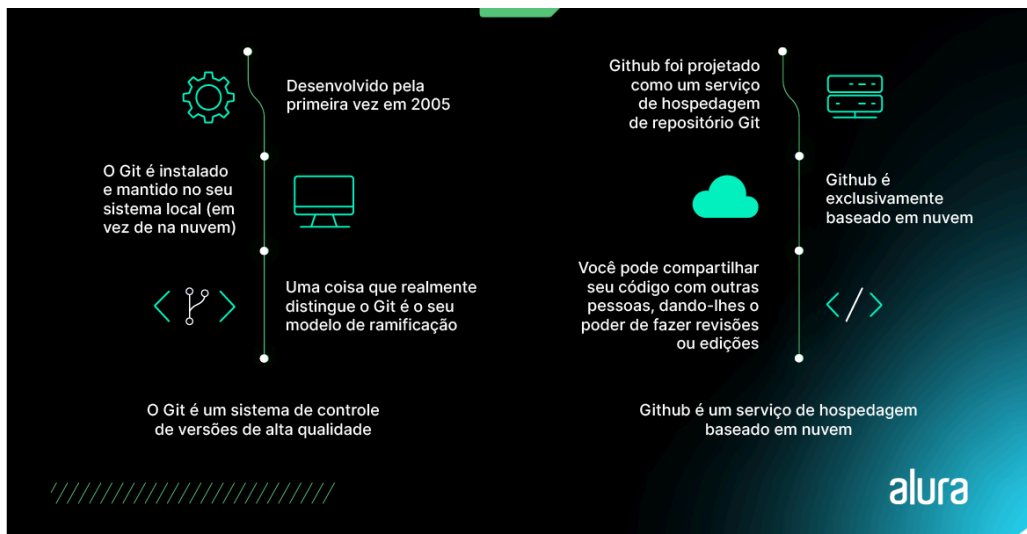 Desenvolvido pela
primeira vez em 2005
O Git é instalado
e mantido no seu
sistema local (em
vez de na nuvem)
Uma coisa que realmente
distingue o Git é o seu
modelo de ramificação
O Git é um sistema de controle
de versões de alta qualidade
Github foi projetado
como um serviço
de hospedagem
de repositório Git
Github é
exclusivamente
baseado em nuvem
Você pode compartilhar
seu código com outras
pessoas, dando-lhes o
poder de fazer revisões
ou edições
Github é um serviço de hospedagem
baseado em nuvem
alura